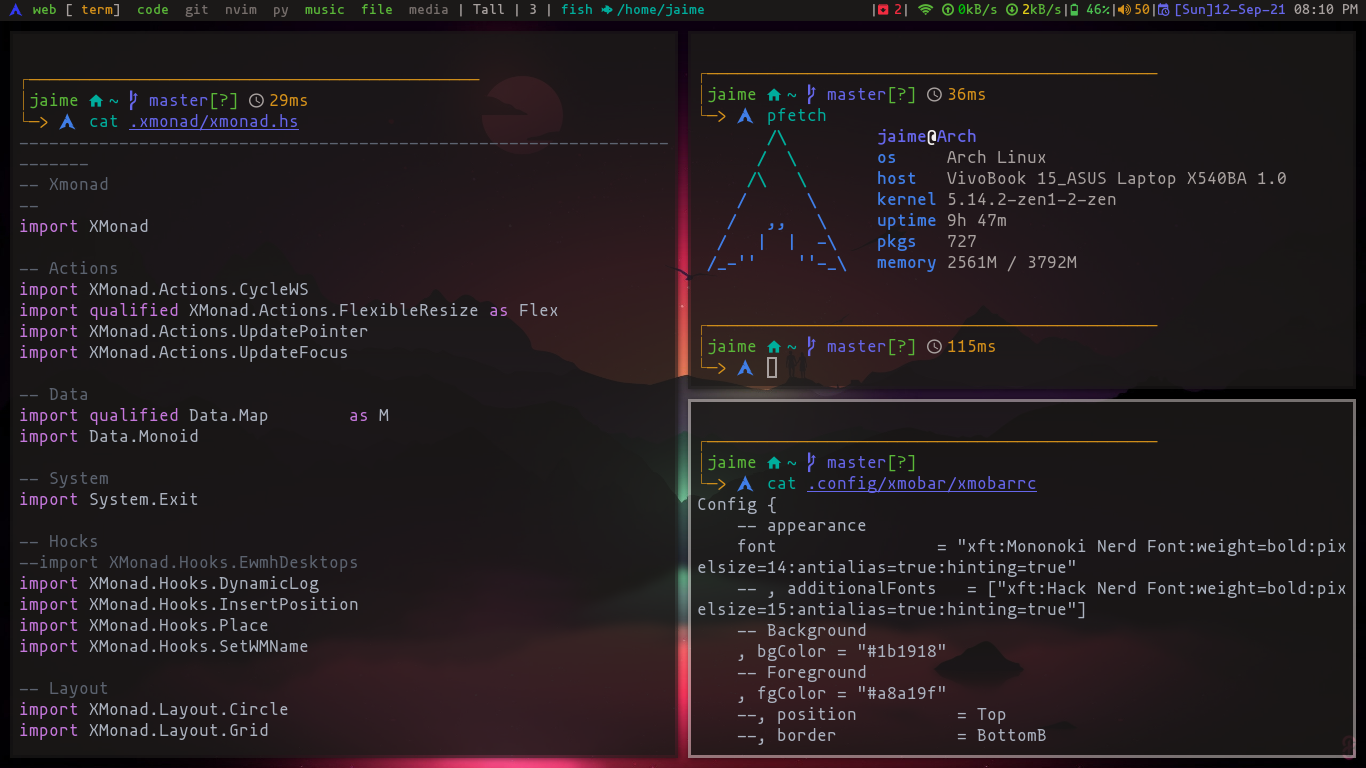 web [ term] code git nvim py music file media | Tall | 3 | fish /home/jaime
| 2| 0kB/s 2kB/s| 46%| 50| [Sun]12-Sep-21 08:10 PM
jaime ~ master[?] 29ms
cat .xmonad/xmonad.hs
-----------------------------------------------------------------
-------
-- Xmonad
--
import XMonad
-- Actions
import XMonad.Actions.CycleWS
import qualified XMonad.Actions.FlexibleResize as Flex
import XMonad.Actions.UpdatePointer
import XMonad.Actions.UpdateFocus
-- Data
import qualified Data.Map        as M
import Data.Monoid
-- System
import System.Exit
-- Hocks
--import XMonad.Hooks.EwmhDesktops
import XMonad.Hooks.DynamicLog
import XMonad.Hooks.InsertPosition
import XMonad.Hooks.Place
import XMonad.Hooks.SetWMName
-- Layout
import XMonad.Layout.Circle
import XMonad.Layout.Grid
jaime ~ master[?] 36ms
pfetch
jaime@Arch
os     Arch Linux
host   VivoBook 15_ASUS Laptop X540BA 1.0
kernel 5.14.2-zen1-2-zen
uptime 9h 47m
pkgs   727
memory 2561M / 3792M
jaime ~ master[?] 115ms
jaime ~ master[?]
cat .config/xmobar/xmobarrc
Config {
    -- appearance
    font                = "xft:Mononoki Nerd Font:weight=bold:pix
elsize=14:antialias=true:hinting=true"
    -- , additionalFonts   = ["xft:Hack Nerd Font:weight=bold:pix
elsize=15:antialias=true:hinting=true"]
    -- Background
    , bgColor = "#1b1918"
    -- Foreground
    , fgColor = "#a8a19f"
    --, position          = Top
    --, border            = BottomB